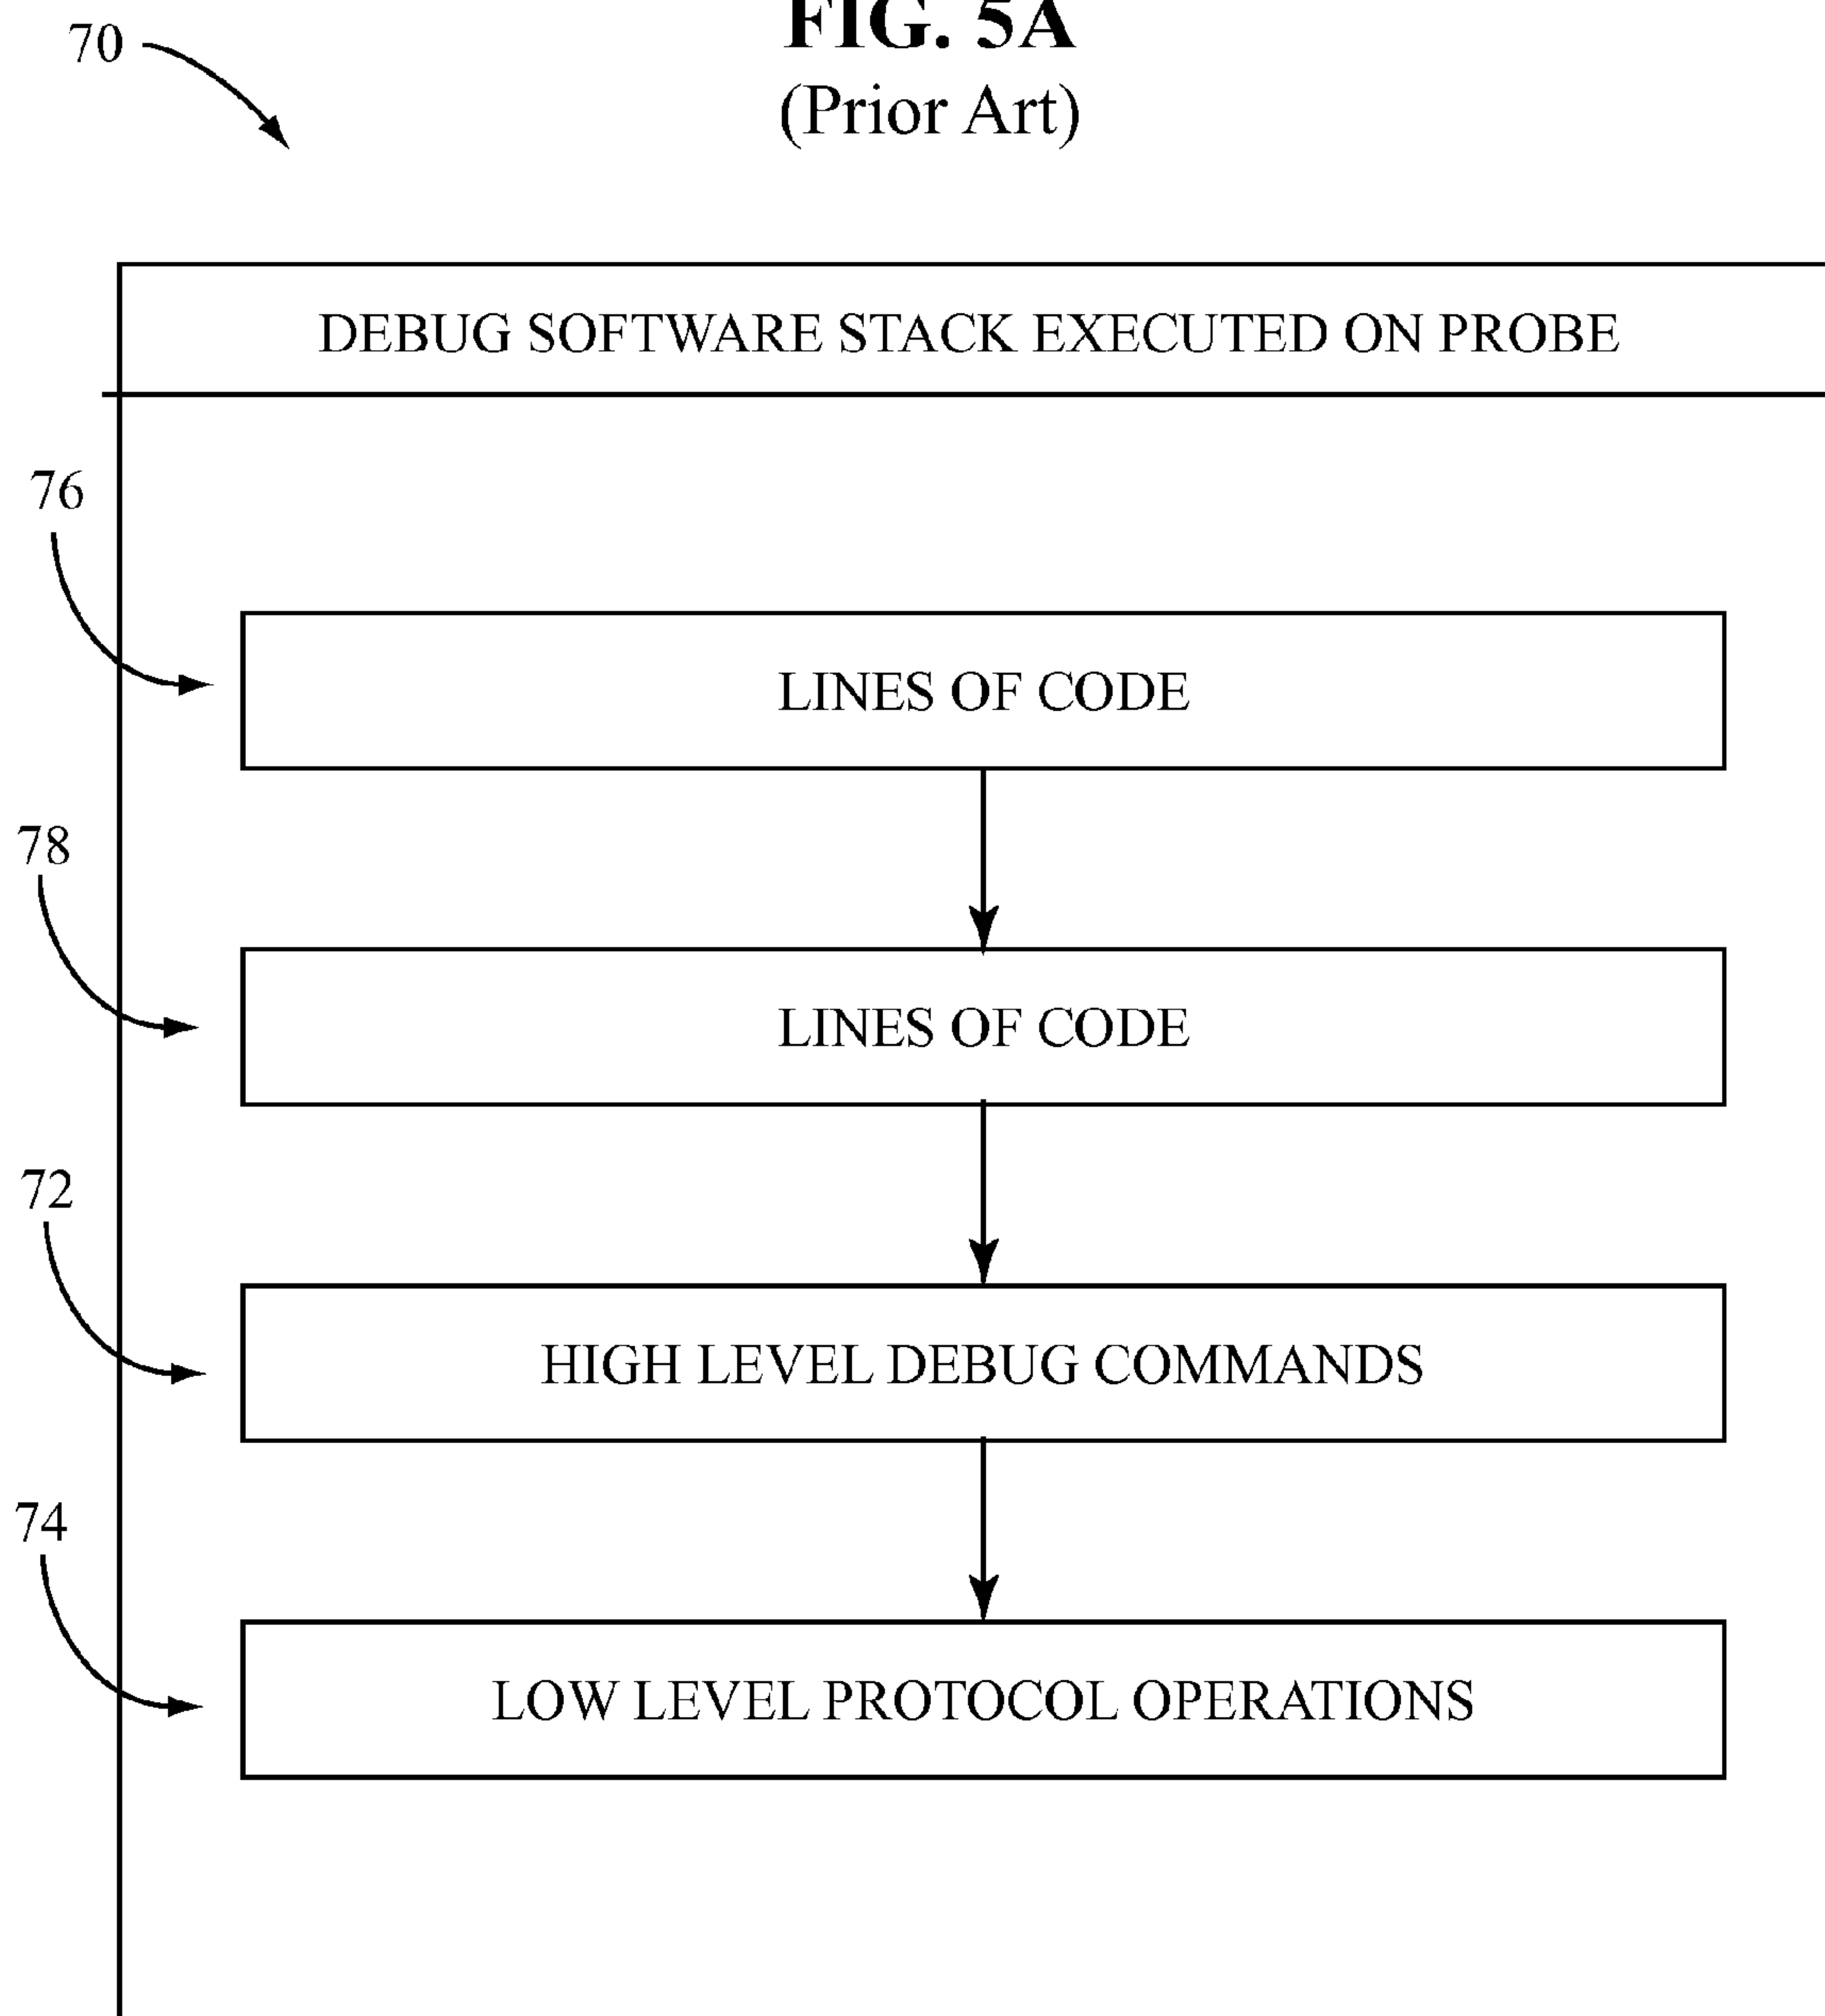 FIG. 5A
(Prior Art)
70
DEBUG SOFTWARE STACK EXECUTED ON PROBE
76
LINES OF CODE
78
LINES OF CODE
72
HIGH LEVEL DEBUG COMMANDS
74
LOW LEVEL PROTOCOL OPERATIONS